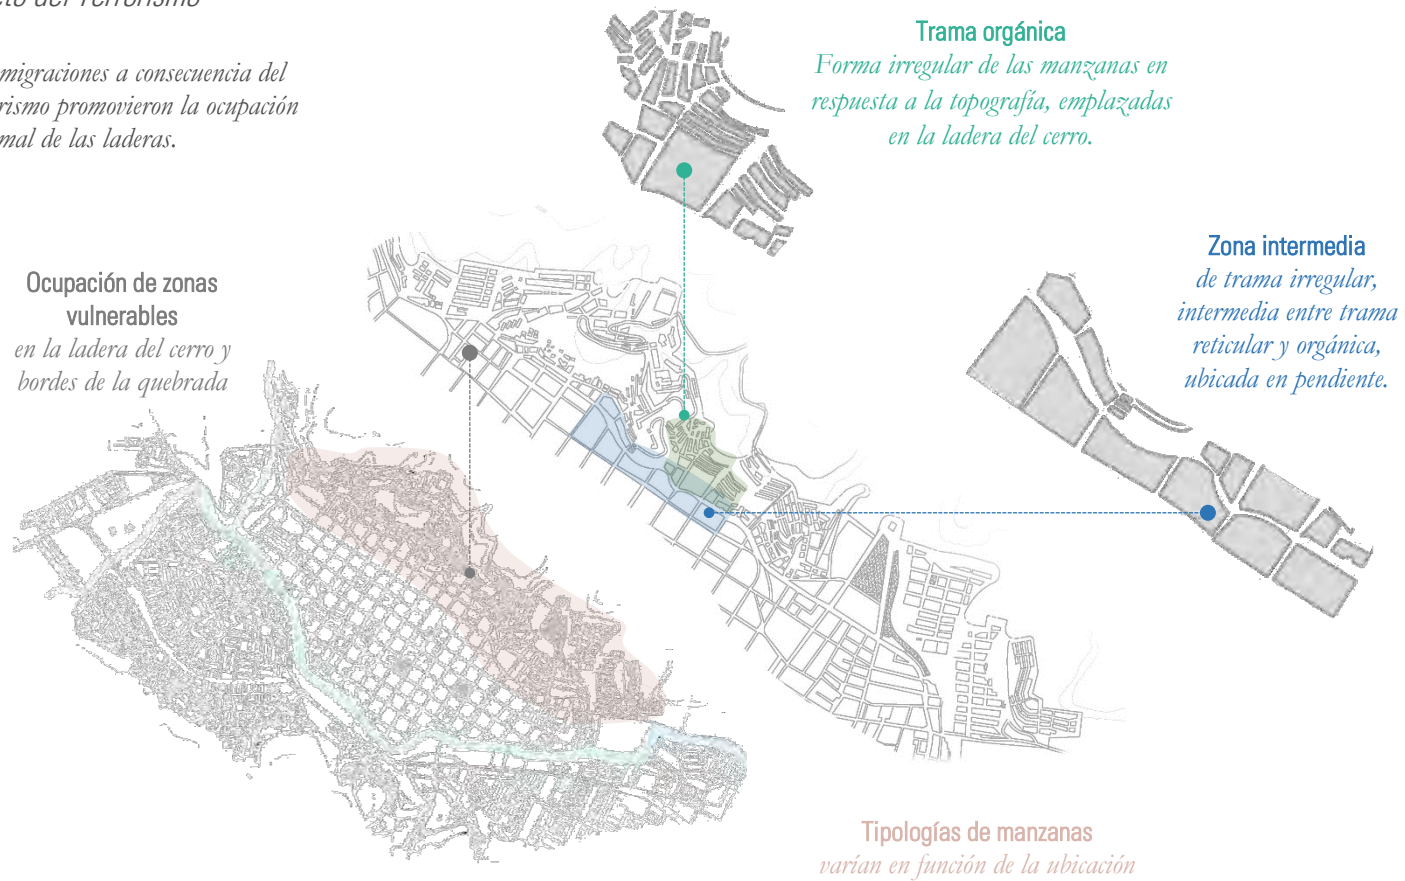 del Terrorismo
migraciones a consecuencia del
rismo promovieron la ocupación
mal de las laderas.
Trama orgánica
Forma irregular de las manzanas en
respuesta a la topografía, emplazadas
en la ladera del cerro.
Zona intermedia
de trama irregular,
intermedia entre trama
reticular y orgánica,
ubicada en pendiente.
Ocupación de zonas
vulnerables
en la ladera del cerro y
bordes de la quebrada
Tipologías de manzanas
varían en función de la ubicación